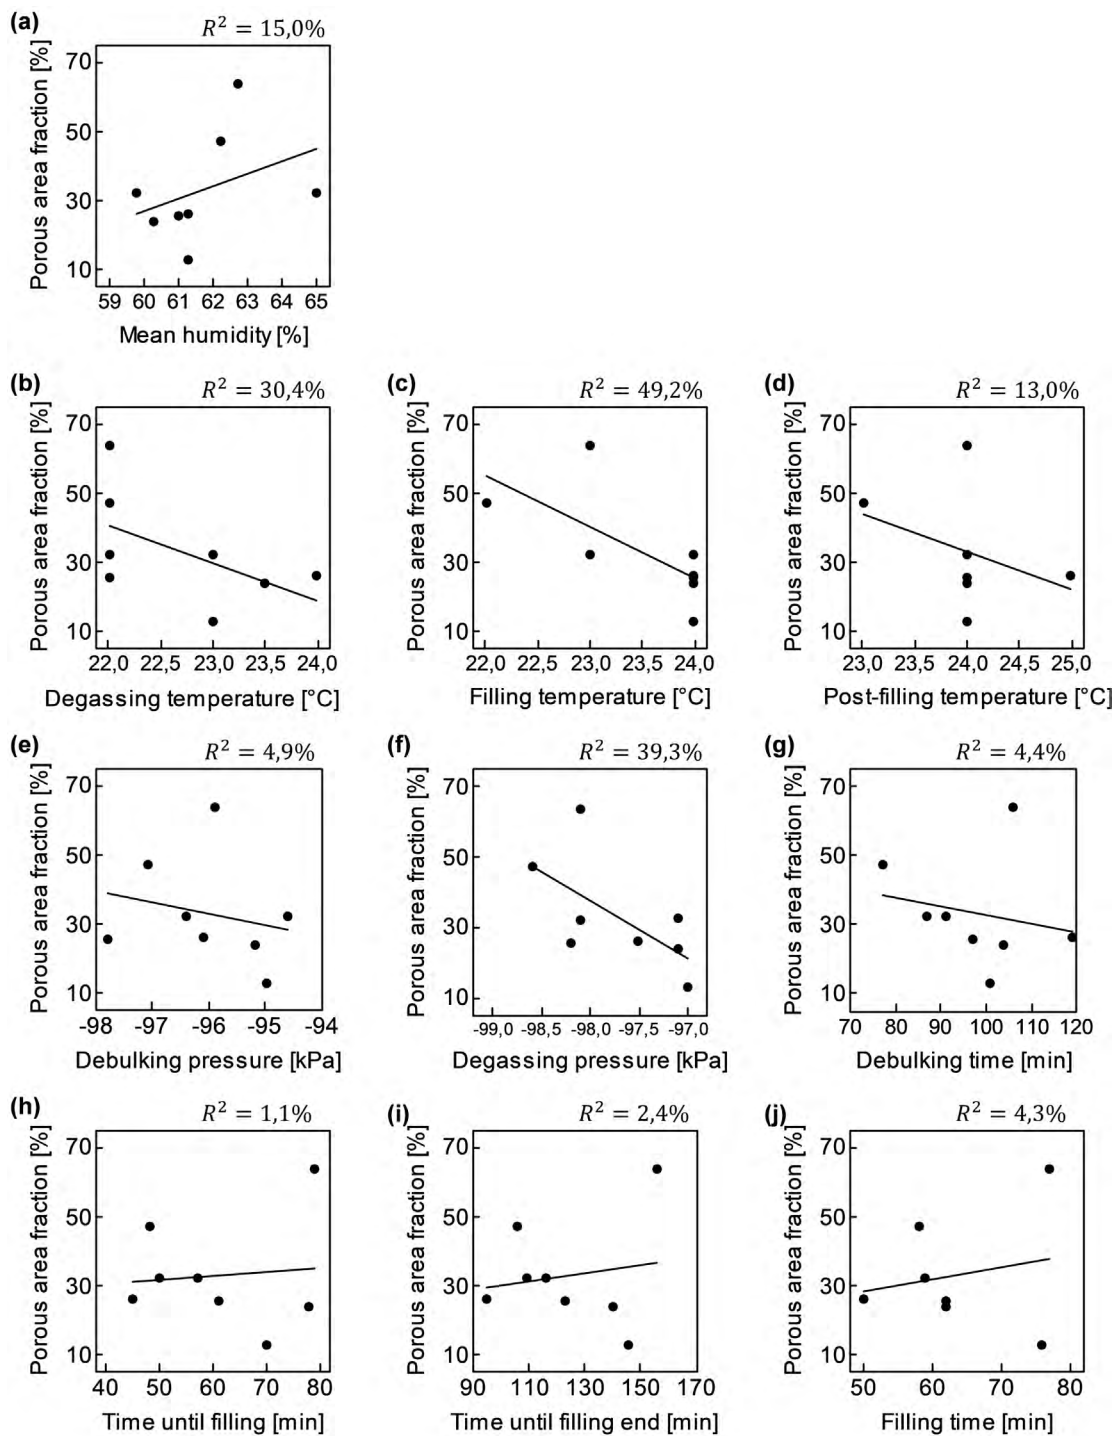 (a)
R² = 15,0%
Porous area fraction [%]
70
50
30
10
59 60 61 62 63 64 65
Mean humidity [%]
(b)
R² = 30,4%
Porous area fraction [%]
70
50
30
10
22,0 22,5 23,0 23,5 24,0
Degassing temperature [°C]
(c)
R² = 49,2%
Porous area fraction [%]
70
50
30
10
22,0 22,5 23,0 23,5 24,0
Filling temperature [°C]
(d)
R² = 13,0%
Porous area fraction [%]
70
50
30
10
23,0 23,5 24,0 24,5 25,0
Post-filling temperature [°C]
(e)
R² = 4,9%
Porous area fraction [%]
70
50
30
10
-98 -97 -96 -95 -94
Debulking pressure [kPa]
(f)
R² = 39,3%
Porous area fraction [%]
70
50
30
10
-99,0 -98,5 -98,0 -97,5 -97,0
Degassing pressure [kPa]
(g)
R² = 4,4%
Porous area fraction [%]
70
50
30
10
70 80 90 100 110 120
Debulking time [min]
(h)
R² = 1,1%
Porous area fraction [%]
70
50
30
10
40 50 60 70 80
Time until filling [min]
(i)
R² = 2,4%
Porous area fraction [%]
70
50
30
10
90 110 130 150 170
Time until filling end [min]
(j)
R² = 4,3%
Porous area fraction [%]
70
50
30
10
50 60 70 80
Filling time [min]